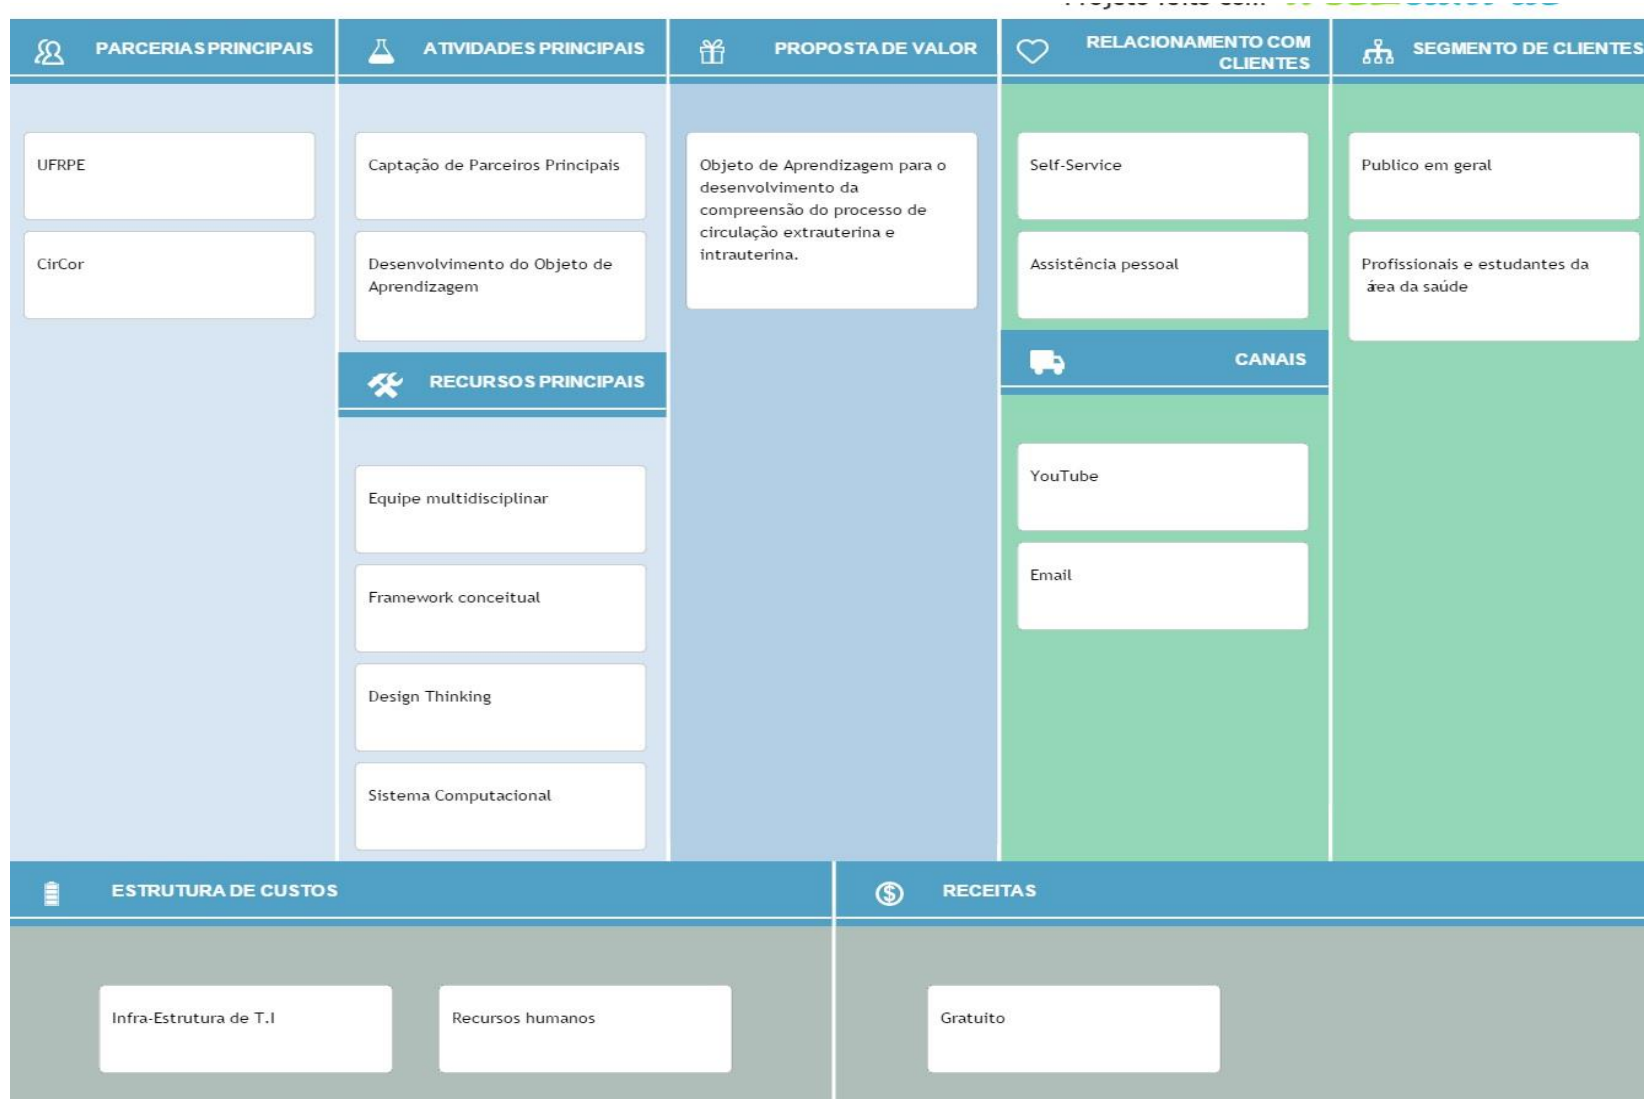 PARCERIAS PRINCIPAIS
UFRPE
CirCor
ATIVIDADES PRINCIPAIS
Captação de Parceiros Principais
Desenvolvimento do Objeto de
Aprendizagem
RECURSOS PRINCIPAIS
Equipe multidisciplinar
Framework conceitual
Design Thinking
Sistema Computacional
PROPOSTA DE VALOR
Objeto de Aprendizagem para o
desenvolvimento da
compreensão do processo de
circulação extrauterina e
intrauterina.
RELACIONAMENTO COM
CLIENTES
Self-Service
Assistência pessoal
CANAIS
YouTube
Email
SEGMENTO DE CLIENTES
Publico em geral
Profissionais e estudantes da
área da saúde
ESTRUTURA DE CUSTOS
Infra-Estrutura de T.I
Recursos humanos
RECEITAS
Gratuito